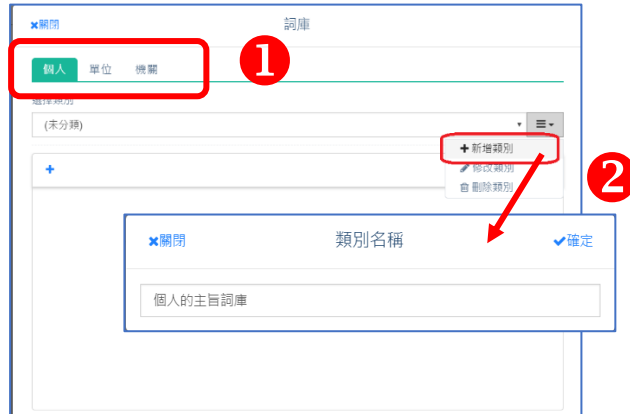 ✖關閉 詞庫
個人 單位 機關
1
選擇類別
(未分類)
新增類別
修改類別
刪除類別
2
✖關閉 類別名稱 ✔確定
個人的主旨詞庫